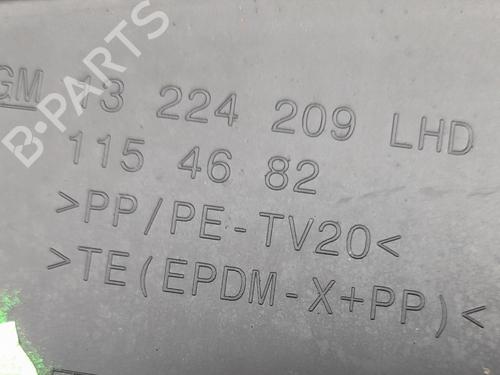 GM 13 224 209 LHD
115 46 82
>PP/PE-TV20<
>TE(EPDM-X+PP)<
B-PARTS